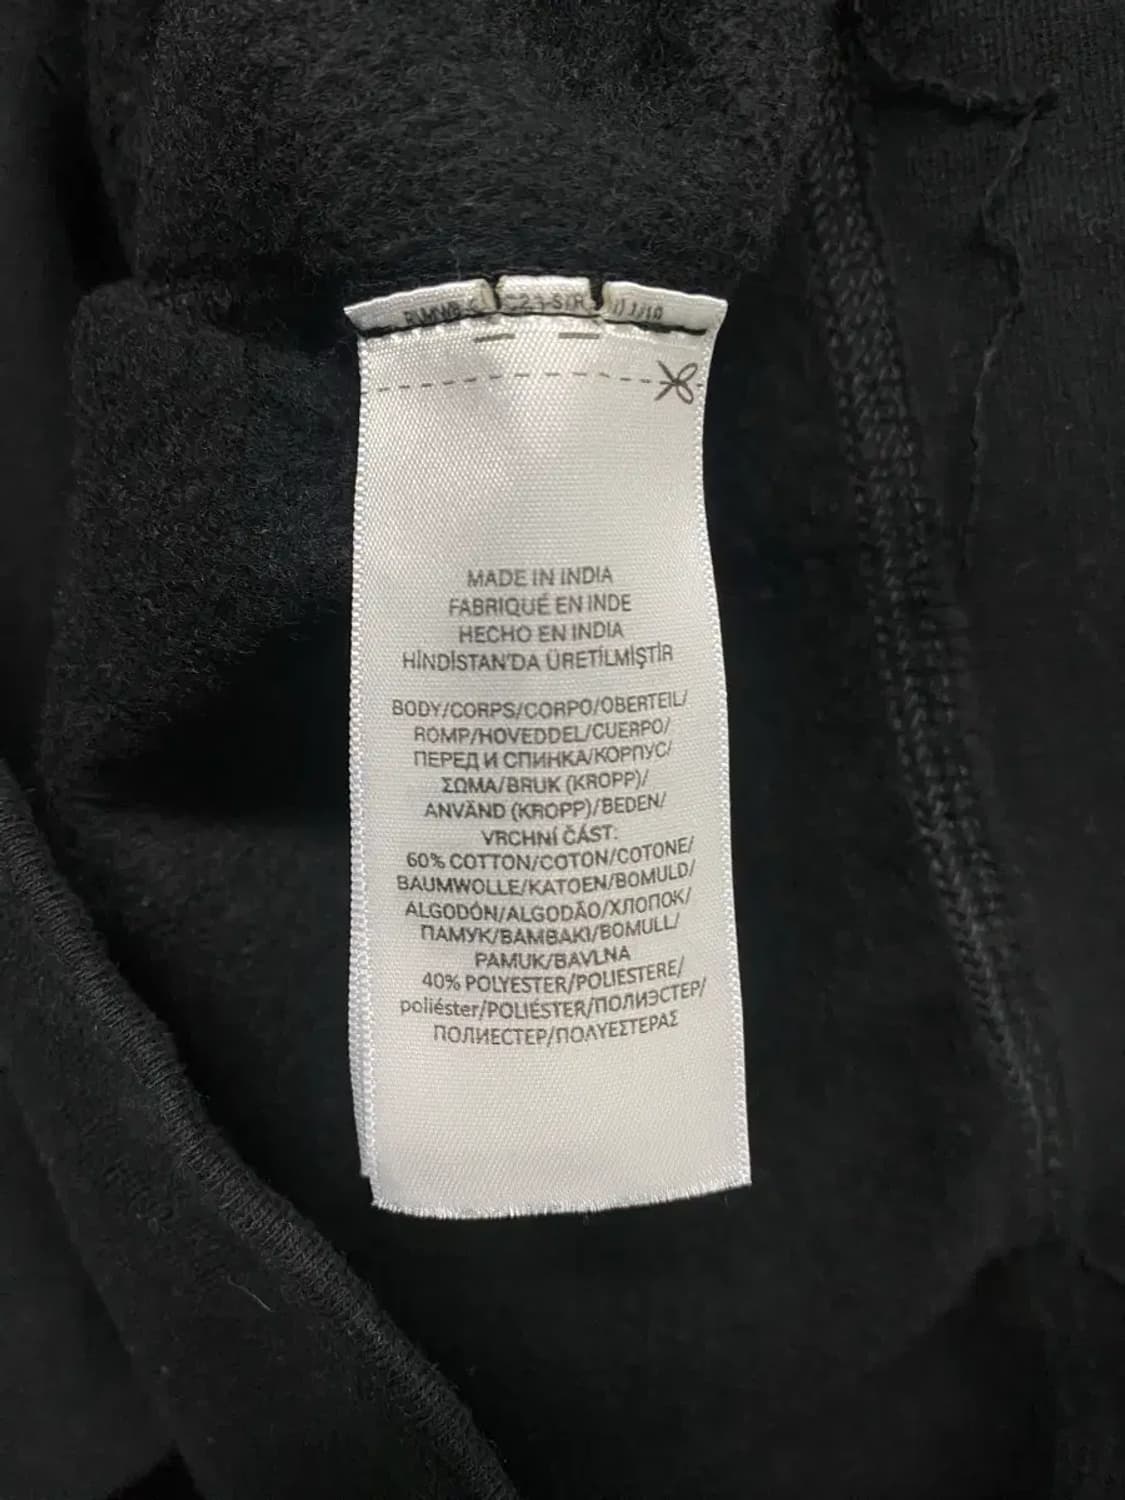 1/10
MADE IN INDIA
FABRIQUÉ EN INDE
HECHO EN INDIA
HİNDİSTAN'DA ÜRETİLMİŞTİR
BODY/CORPS/CORPO/OBERTEIL/
ROMP/HOVEDDEL/CUERPO/
ПЕРЕД И СПИНКА/КОРПУС/
ΣΩΜΑ/BRUK (KROPP)/
ANVÄND (KROPP)/BEDEN/
VRCHNÍ ČÁST:
60% COTTON/COTON/COTONE/
BAUMWOLLE/KATOEN/BOMULD/
ALGODÓN/ALGODÃO/ХЛОПОК/
ПАМУК/BAMBAKI/BOMULL/
PAMUK/BAVLNA
40% POLYESTER/POLIESTERE/
poliéster/POLIÉSTER/ПОЛИЭСТЕР/
ПОЛИЕСТЕР/ΠΟΛΥΕΣΤΕΡΑΣ